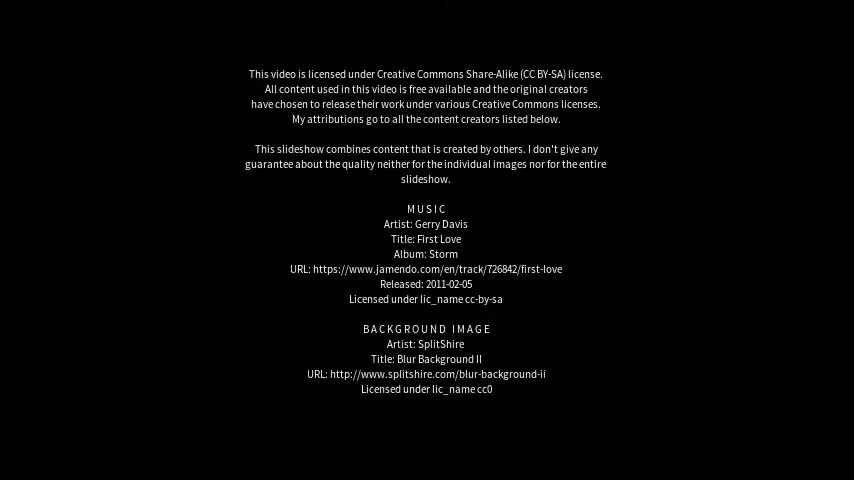 This video is licensed under Creative Commons Share-Alike (CC BY-SA) license.
All content used in this video is free available and the original creators
have chosen to release their work under various Creative Commons licenses.
My attributions go to all the content creators listed below.
This slideshow combines content that is created by others. I don't give any
guarantee about the quality neither for the individual images nor for the entire
slideshow.
MUSIC
Artist: Gerry Davis
Title: First Love
Album: Storm
URL: https://www.jamendo.com/en/track/726842/first-love
Released: 2011-02-05
Licensed under lic_name cc-by-sa
BACKGROUND IMAGE
Artist: SplitShire
Title: Blur Background II
URL: http://www.splitshire.com/blur-background-ii
Licensed under lic_name cc0